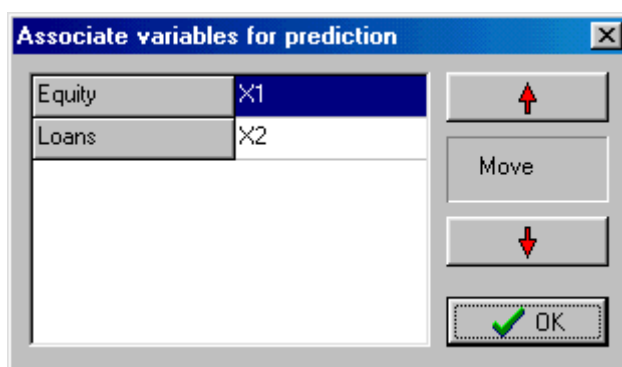 Associate variables for prediction
Equity X1
Loans X2
Move
OK